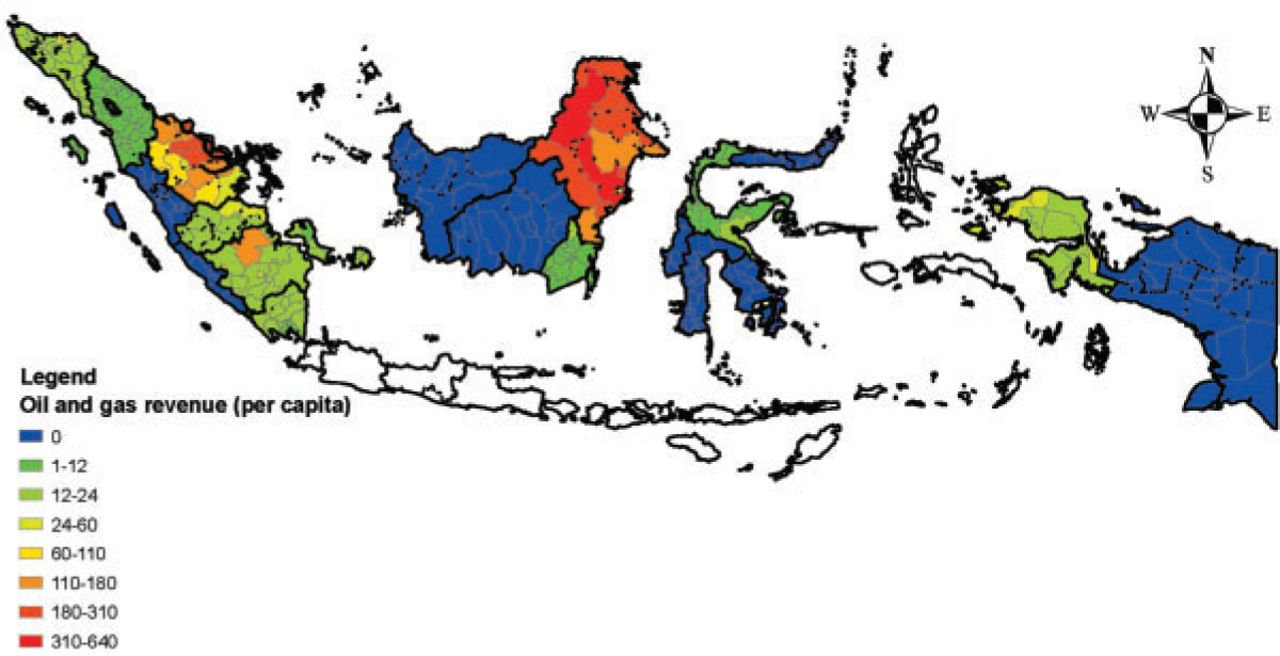 N
W E
S
Legend
Oil and gas revenue (per capita)
0
1-12
12-24
24-60
60-110
110-180
180-310
310-640